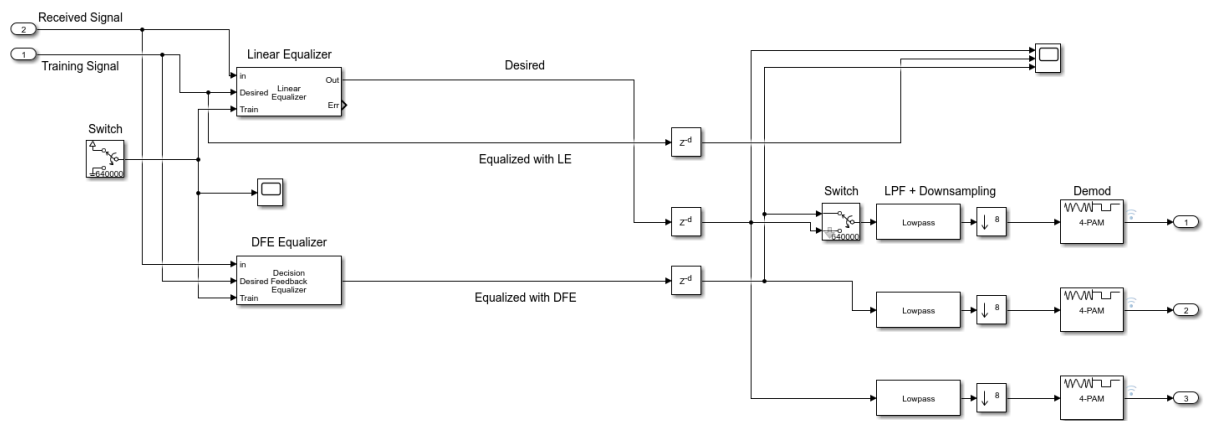 Received Signal
2
1
Training Signal
Linear Equalizer
in
Desired
Train
Linear
Equalizer
Out
Err
Desired
Switch
=640000
Z-d
Equalized with LE
Z-d
Switch
640000
LPF + Downsampling
Lowpass
8
Demod
4-PAM
1
DFE Equalizer
in
Desired
Train
Decision
Feedback
Equalizer
Z-d
Equalized with DFE
Lowpass
8
4-PAM
2
Lowpass
8
4-PAM
3